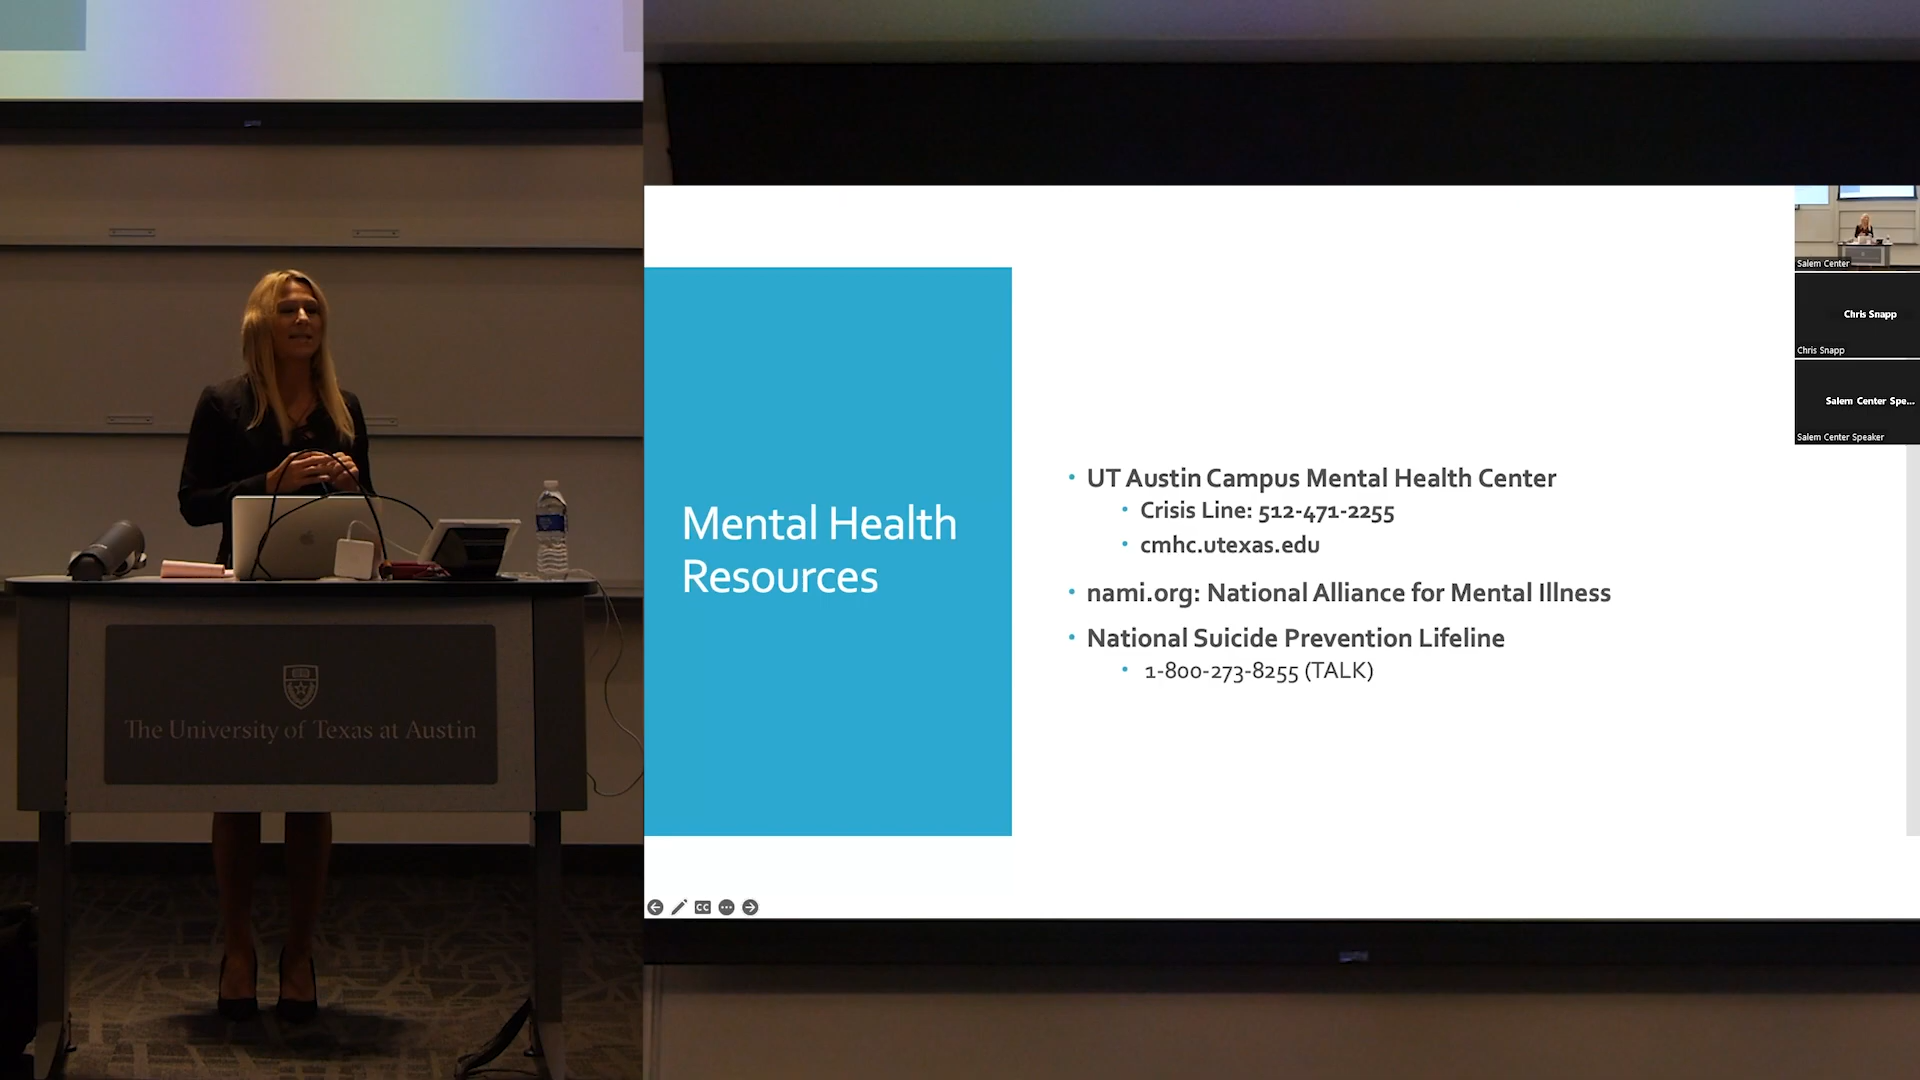 The University of Texas at Austin
Mental Health
Resources
• UT Austin Campus Mental Health Center
• Crisis Line: 512-471-2255
• cmhc.utexas.edu
• nami.org: National Alliance for Mental Illness
• National Suicide Prevention Lifeline
• 1-800-273-8255 (TALK)
CC
Salem Center
Chris Snapp
Chris Snapp
Salem Center Spe...
Salem Center Speaker